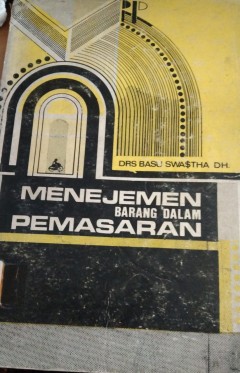 DRS BASU SWASTHA DH.
MENEJEMEN
BARANG DALAM
PEMASARAN